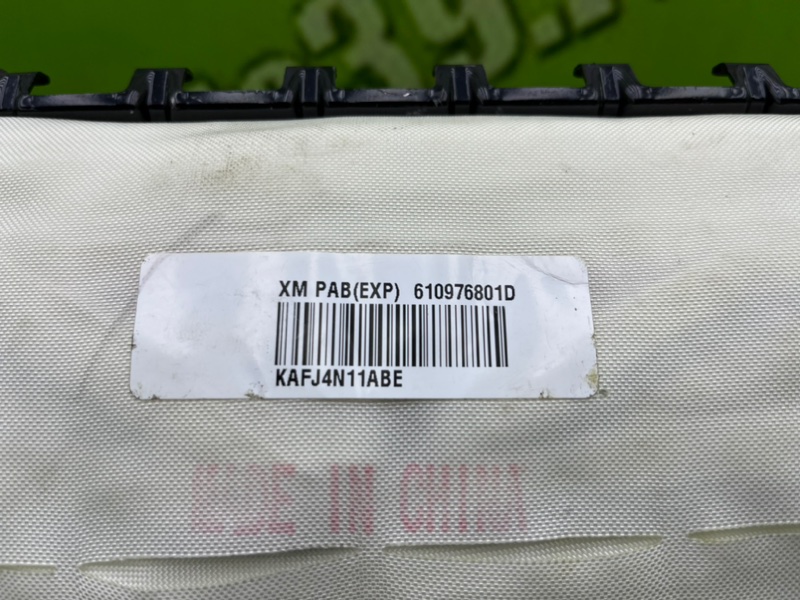 XM PAB(EXP) 610976801D
KAFJ4N11ABE
MADE IN CHINA